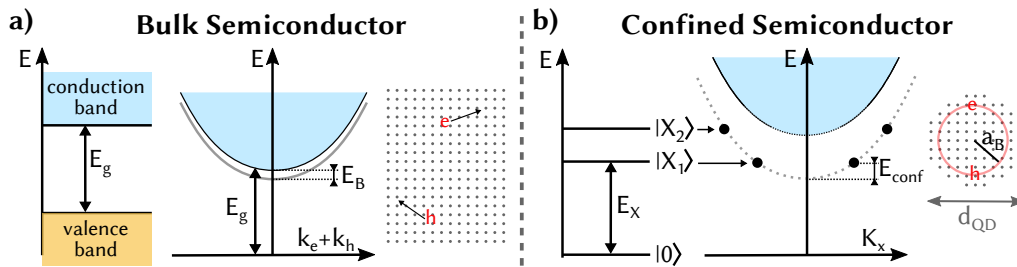 a) Bulk Semiconductor
E
conduction
band
E_g
valence
band
E
E_B
E_g
k_e+k_h
e
h
b) Confined Semiconductor
E
|X_2⟩
|X_1⟩
E_X
|0⟩
E
E_conf
K_x
e
a_B
h
d_QD